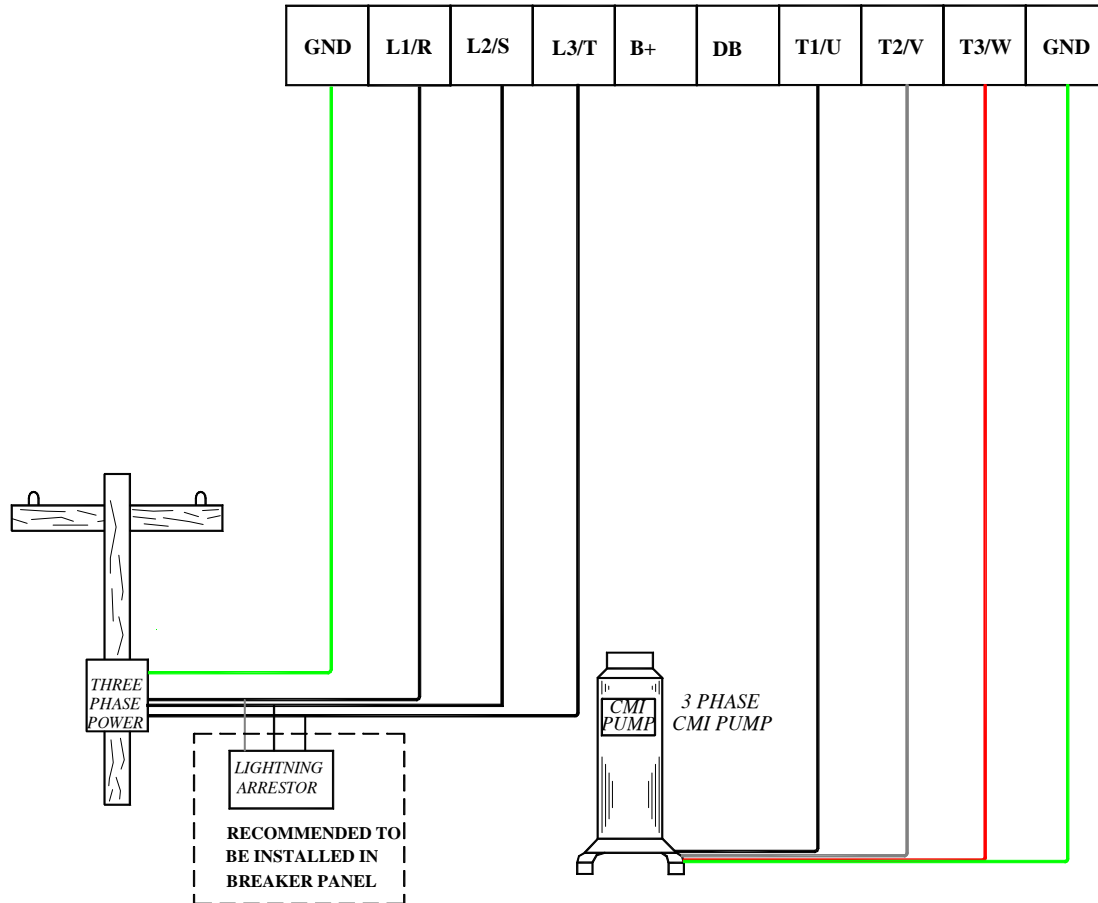 GND L1/R L2/S L3/T B+ DB T1/U T2/V T3/W GND
THREE
PHASE
POWER
LIGHTNING
ARRESTOR
RECOMMENDED TO
BE INSTALLED IN
BREAKER PANEL
CMI
PUMP
3 PHASE
CMI PUMP